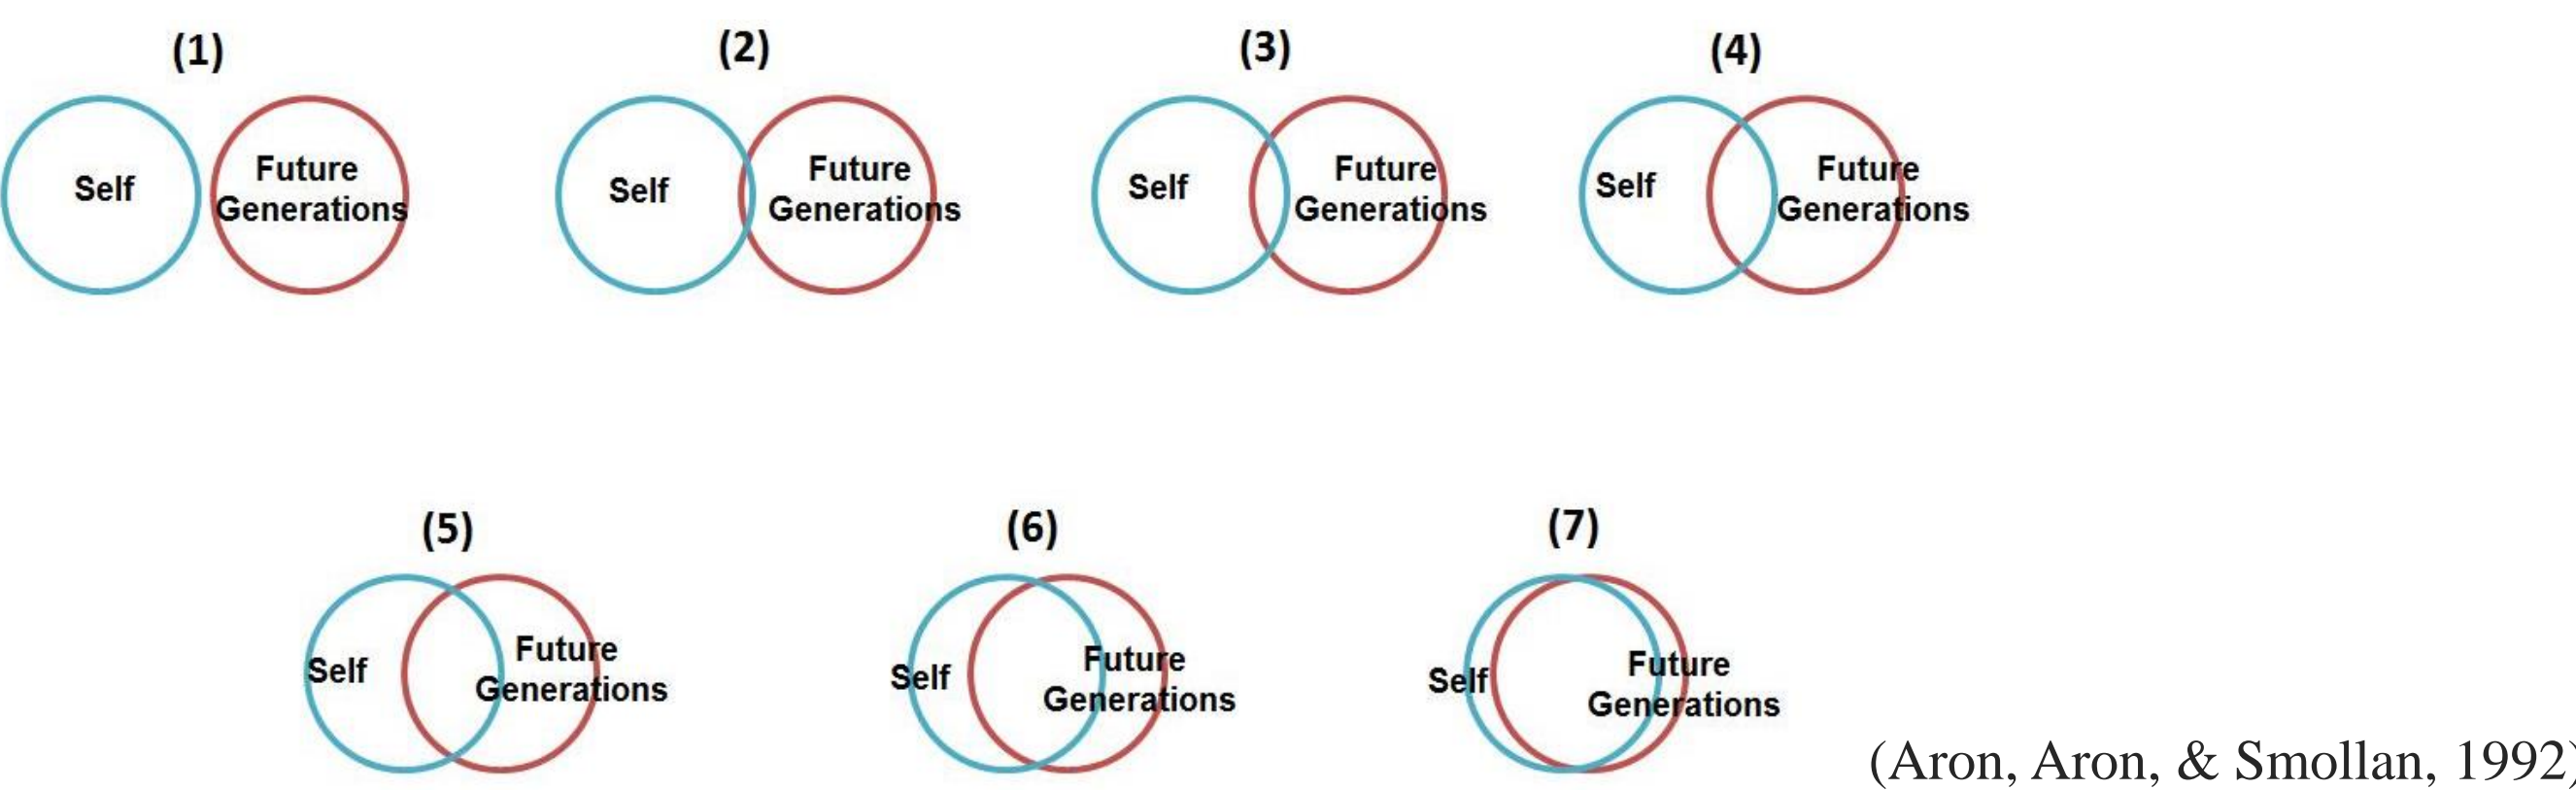 (1)
Self
Future
Generations
(2)
Self
Future
Generations
(3)
Self
Future
Generations
(4)
Self
Future
Generations
(5)
Self
Future
Generations
(6)
Self
Future
Generations
(7)
Self
Future
Generations
(Aron, Aron, & Smollan, 1992)